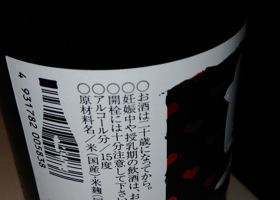 ○お酒は二十歳になってから。
○妊娠中や授乳期の飲酒は、お
○開栓には十分注意して下さい
○アルコール分/15度
○原材料名/米(国産)・米麹(
4 931782 005838